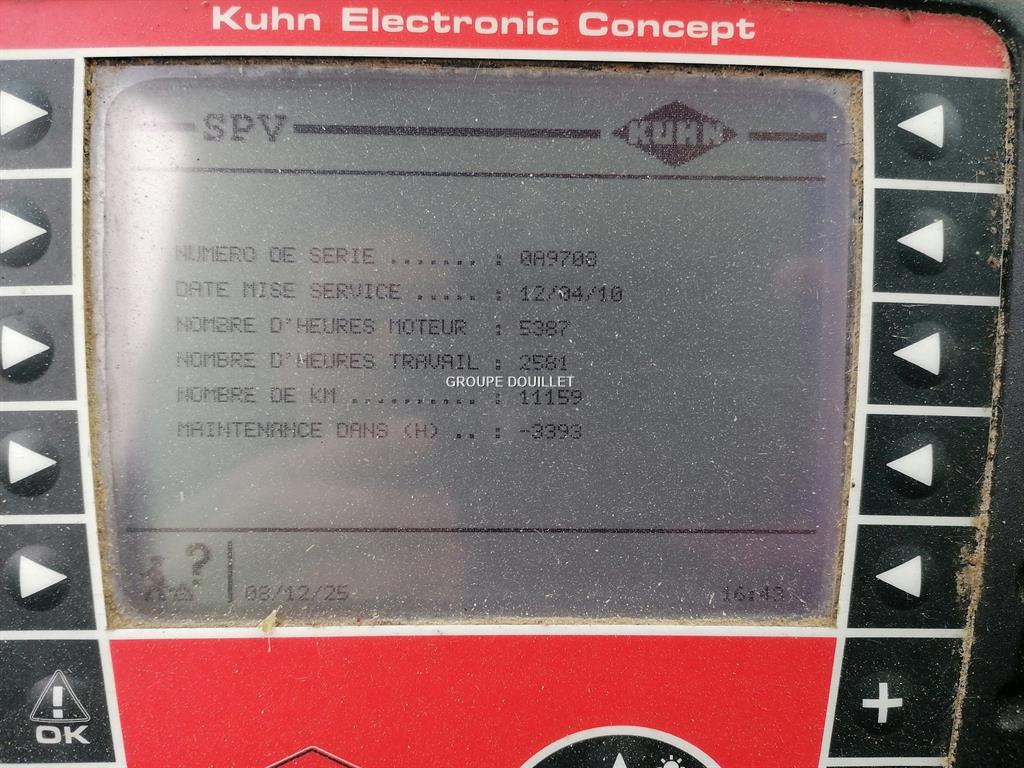 Kuhn Electronic Concept
SPV
KUHN
NUMERO DE SERIE ....... : 0A9708
DATE MISE SERVICE ..... : 12/04/10
NOMBRE D'HEURES MOTEUR : 5387
NOMBRE D'HEURES TRAVAIL : 2581
GROUPE DOUILLET
NOMBRE DE KM .......... : 11159
MAINTENANCE DANS (H) .. : -3393
?
08/12/25
16:43
!
OK
+